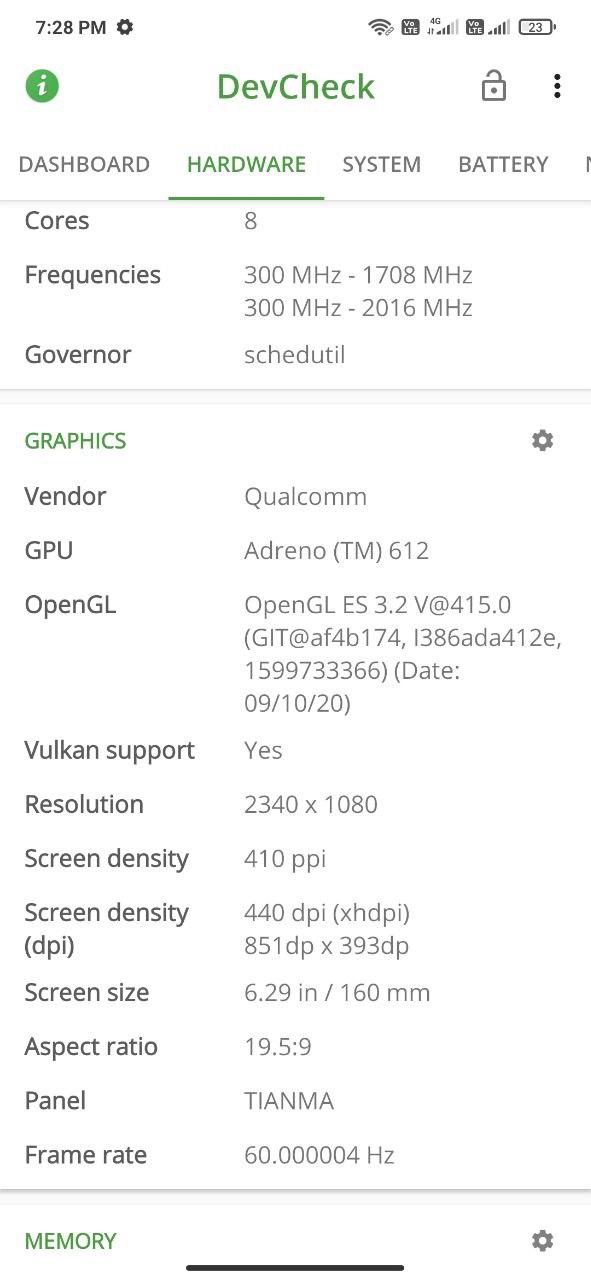 7:28 PM Vo LTE 4G Vo LTE 23
i DevCheck
DASHBOARD HARDWARE SYSTEM BATTERY
Cores 8
Frequencies 300 MHz - 1708 MHz
300 MHz - 2016 MHz
Governor schedutil
GRAPHICS
Vendor Qualcomm
GPU Adreno (TM) 612
OpenGL OpenGL ES 3.2 V@415.0
(GIT@af4b174, I386ada412e,
1599733366) (Date:
09/10/20)
Vulkan support Yes
Resolution 2340 x 1080
Screen density 410 ppi
Screen density 440 dpi (xhdpi)
(dpi) 851dp x 393dp
Screen size 6.29 in / 160 mm
Aspect ratio 19.5:9
Panel TIANMA
Frame rate 60.000004 Hz
MEMORY